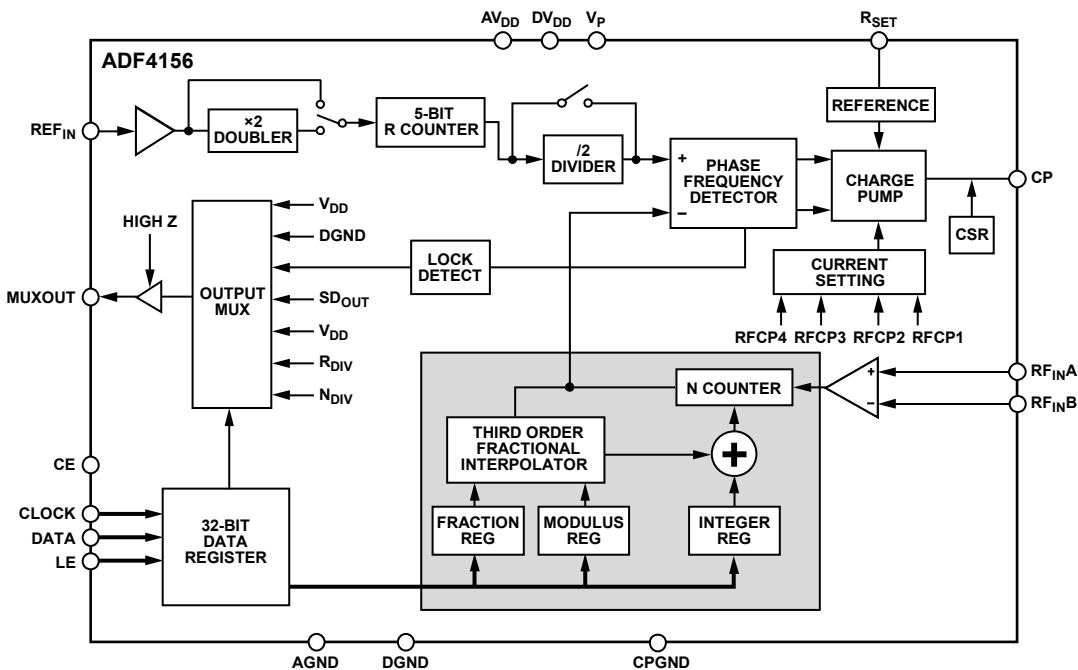 AVDD DVDD VP RSET
ADF4156
REFIN
×2
DOUBLER
5-BIT
R COUNTER
/2
DIVIDER
+
–
PHASE
FREQUENCY
DETECTOR
REFERENCE
CHARGE
PUMP
CP
CSR
HIGH Z
MUXOUT
OUTPUT
MUX
VDD
DGND
LOCK
DETECT
SDOUT
VDD
RDIV
NDIV
CURRENT
SETTING
RFCP4 RFCP3 RFCP2 RFCP1
N COUNTER
+
–
RFINA
RFINB
THIRD ORDER
FRACTIONAL
INTERPOLATOR
+
CE
CLOCK
DATA
LE
32-BIT
DATA
REGISTER
FRACTION
REG
MODULUS
REG
INTEGER
REG
AGND DGND CPGND